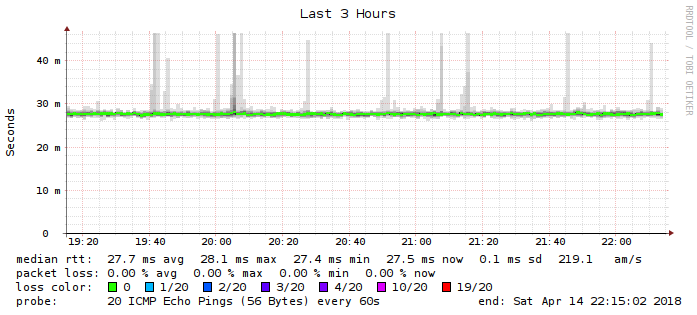 Last 3 Hours
RRDTOOL / TOBI OETIKER
Seconds
40 m
30 m
20 m
10 m
0
19:20 19:40 20:00 20:20 20:40 21:00 21:20 21:40 22:00
median rtt: 27.7 ms avg 28.1 ms max 27.4 ms min 27.5 ms now 0.1 ms sd 219.1 am/s
packet loss: 0.00 % avg 0.00 % max 0.00 % min 0.00 % now
loss color: 0 1/20 2/20 3/20 4/20 10/20 19/20
probe: 20 ICMP Echo Pings (56 Bytes) every 60s end: Sat Apr 14 22:15:02 2018